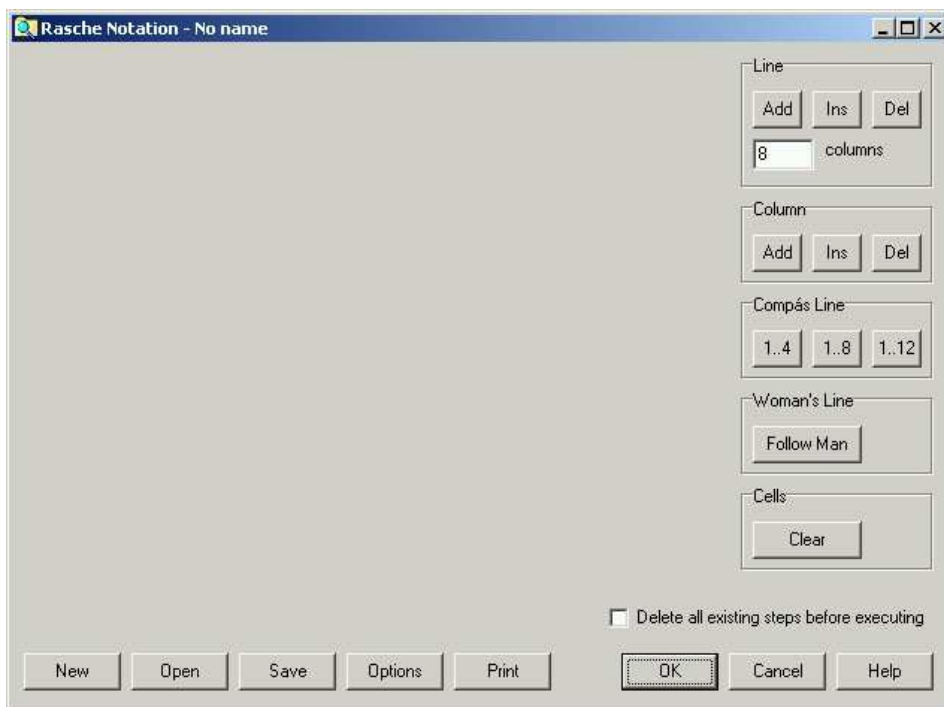 Rasche Notation - No name
Line
Add Ins Del
8 columns
Column
Add Ins Del
Compás Line
1..4 1..8 1..12
Woman's Line
Follow Man
Cells
Clear
Delete all existing steps before executing
New Open Save Options Print OK Cancel Help